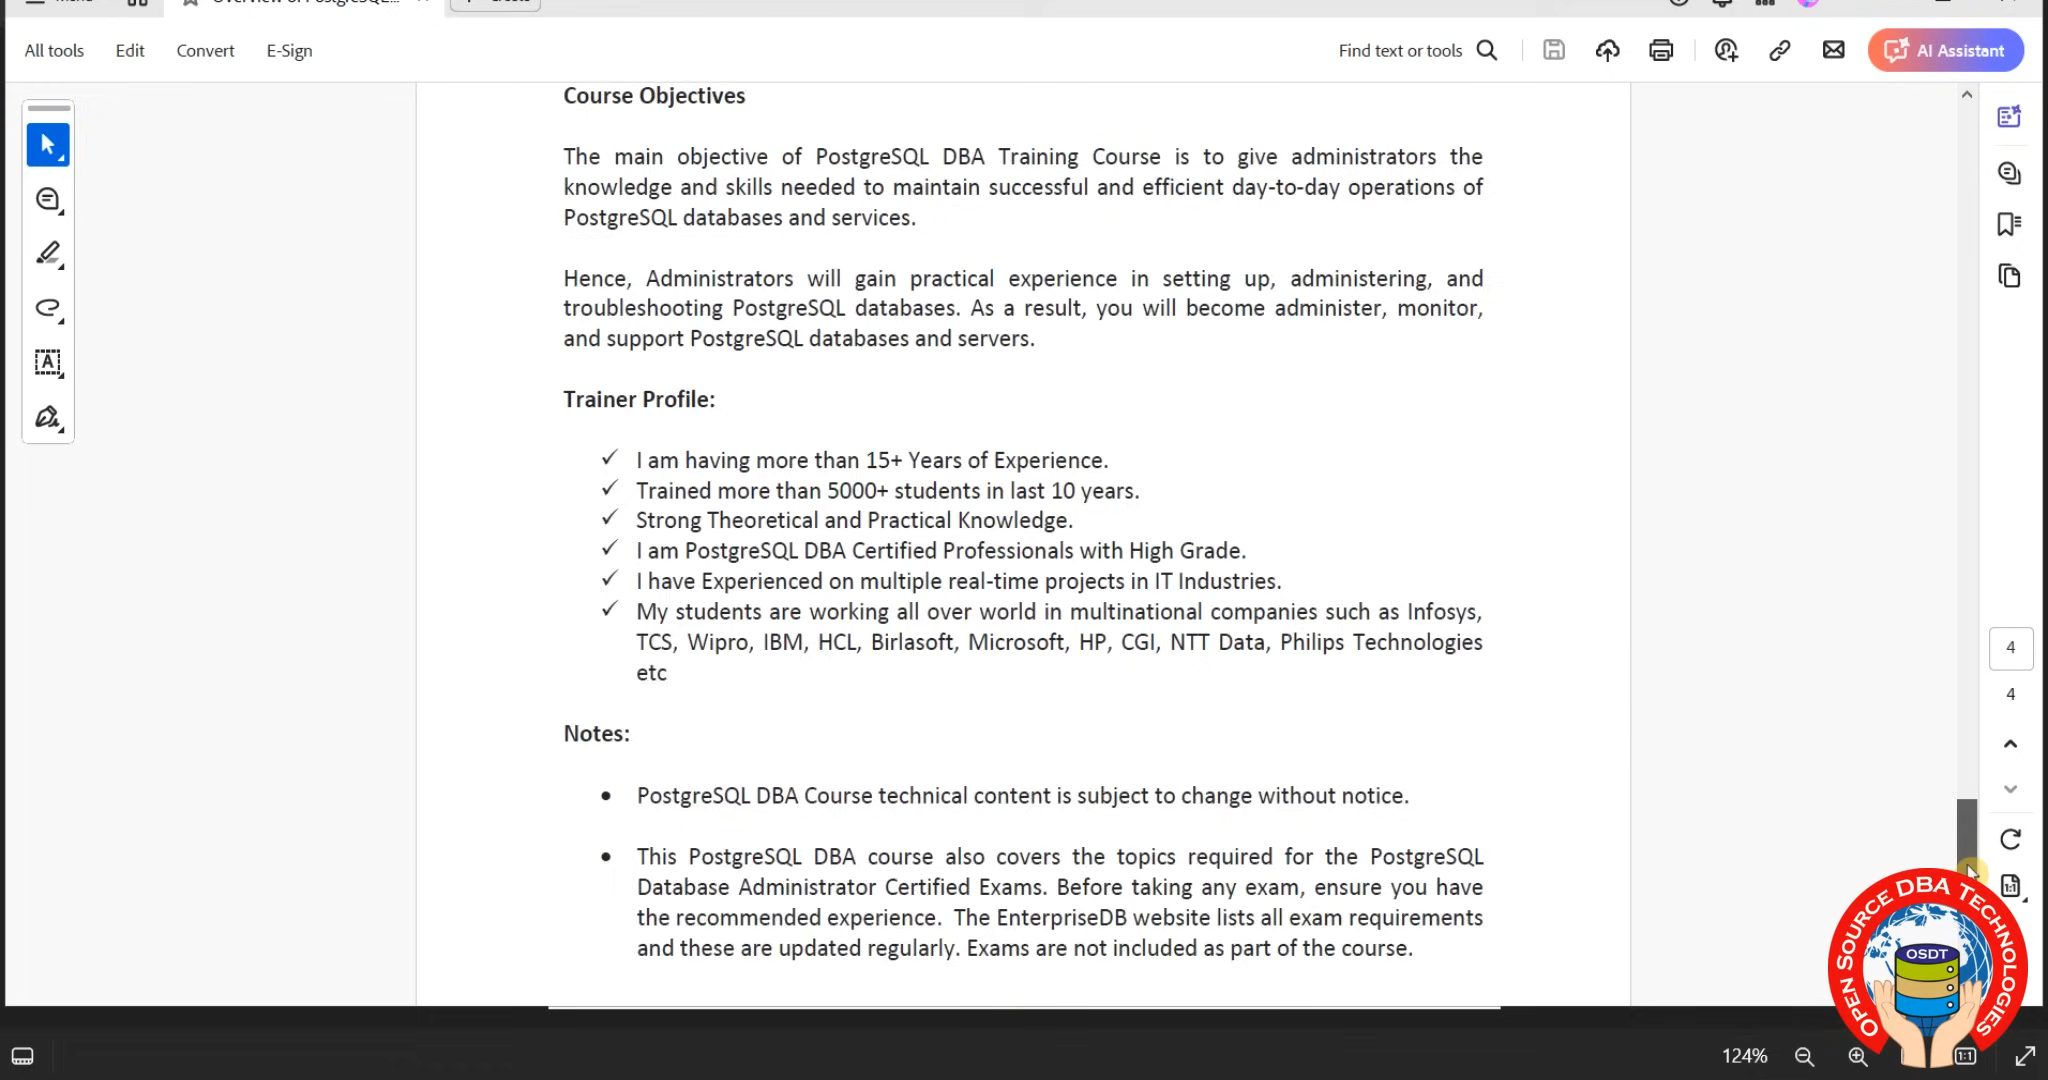 All tools Edit Convert E-Sign Find text or tools AI Assistant
Course Objectives
The main objective of PostgreSQL DBA Training Course is to give administrators the
knowledge and skills needed to maintain successful and efficient day-to-day operations of
PostgreSQL databases and services.
Hence, Administrators will gain practical experience in setting up, administering, and
troubleshooting PostgreSQL databases. As a result, you will become administer, monitor,
and support PostgreSQL databases and servers.
Trainer Profile:
✓ I am having more than 15+ Years of Experience.
✓ Trained more than 5000+ students in last 10 years.
✓ Strong Theoretical and Practical Knowledge.
✓ I am PostgreSQL DBA Certified Professionals with High Grade.
✓ I have Experienced on multiple real-time projects in IT Industries.
✓ My students are working all over world in multinational companies such as Infosys,
TCS, Wipro, IBM, HCL, Birlasoft, Microsoft, HP, CGI, NTT Data, Philips Technologies
etc
4
4
Notes:
• PostgreSQL DBA Course technical content is subject to change without notice.
• This PostgreSQL DBA course also covers the topics required for the PostgreSQL
Database Administrator Certified Exams. Before taking any exam, ensure you have
the recommended experience. The EnterpriseDB website lists all exam requirements
and these are updated regularly. Exams are not included as part of the course.
OPEN SOURCE DBA TECHNOLOGIES
OSDT
124% 1:1